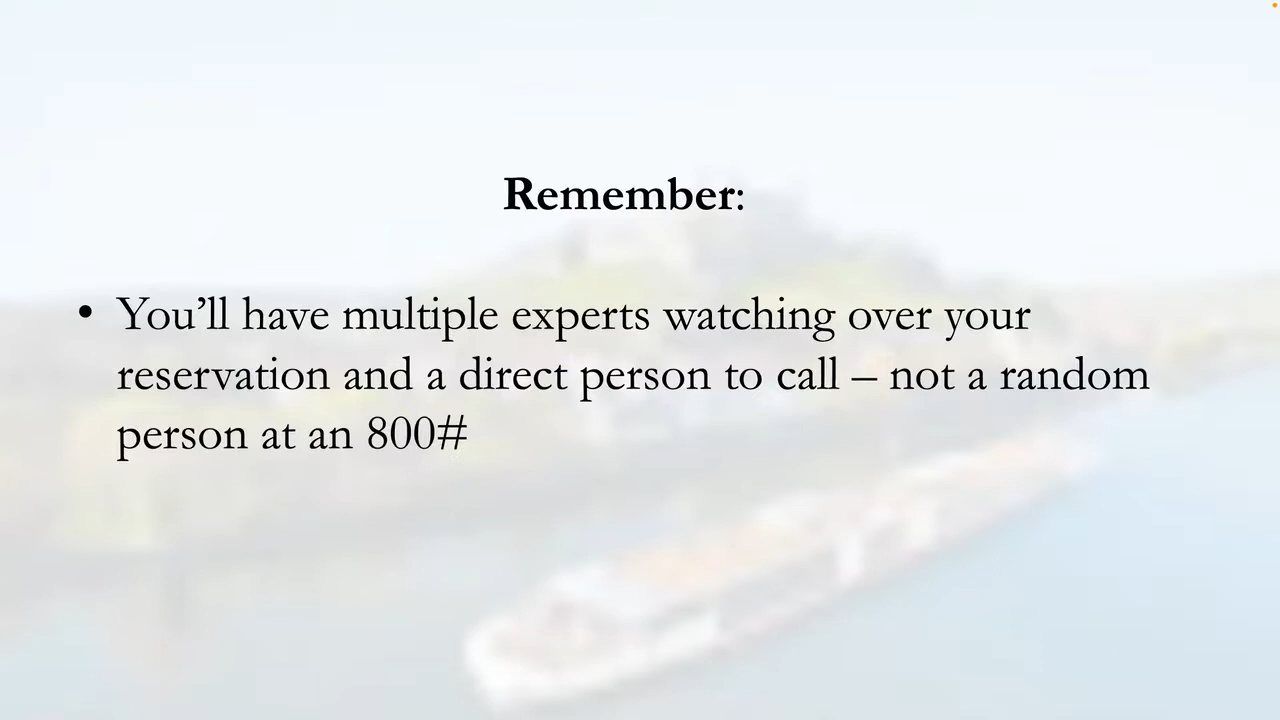 Remember:
• You’ll have multiple experts watching over your
reservation and a direct person to call – not a random
person at an 800#